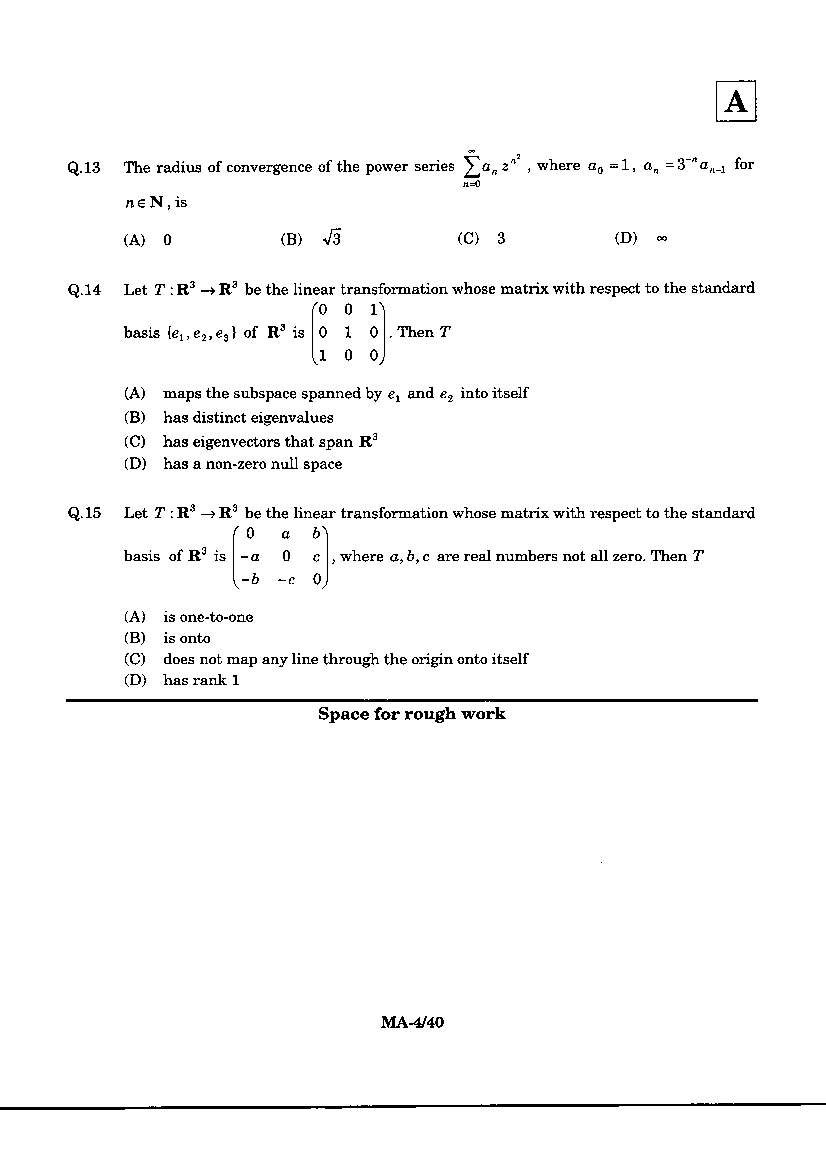 A
Q.13 The radius of convergence of the power series $\sum_{n=0}^{\infty} a_n z^{n^2}$, where $a_0 = 1$, $a_n = 3^{-n} a_{n-1}$ for
$n \in \mathbf{N}$, is
(A) 0 (B) $\sqrt{3}$ (C) 3 (D) ∞
Q.14 Let $T : \mathbf{R}^3 \to \mathbf{R}^3$ be the linear transformation whose matrix with respect to the standard
basis $\{e_1, e_2, e_3\}$ of $\mathbf{R}^3$ is $\begin{pmatrix} 0 & 0 & 1 \\ 0 & 1 & 0 \\ 1 & 0 & 0 \end{pmatrix}$. Then $T$
(A) maps the subspace spanned by $e_1$ and $e_2$ into itself
(B) has distinct eigenvalues
(C) has eigenvectors that span $\mathbf{R}^3$
(D) has a non-zero null space
Q.15 Let $T : \mathbf{R}^3 \to \mathbf{R}^3$ be the linear transformation whose matrix with respect to the standard
basis of $\mathbf{R}^3$ is $\begin{pmatrix} 0 & a & b \\ -a & 0 & c \\ -b & -c & 0 \end{pmatrix}$, where $a, b, c$ are real numbers not all zero. Then $T$
(A) is one-to-one
(B) is onto
(C) does not map any line through the origin onto itself
(D) has rank 1
Space for rough work
MA-4/40